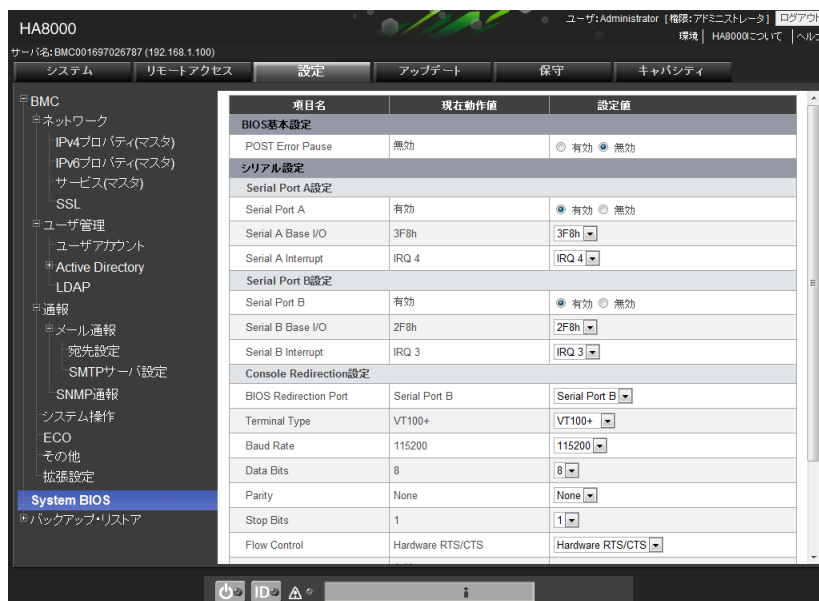 HA8000
ユーザ:Administrator [権限:アドミニストレータ] ログアウト
環境 | HA8000について | ヘルプ
サーバ名:BMC001697026787 (192.168.1.100)
システム リモートアクセス 設定 アップデート 保守 キャパシティ
BMC
ネットワーク
IPv4プロパティ(マスタ)
IPv6プロパティ(マスタ)
サービス(マスタ)
SSL
ユーザ管理
ユーザアカウント
Active Directory
LDAP
通報
メール通報
宛先設定
SMTPサーバ設定
SNMP通報
システム操作
ECO
その他
拡張設定
System BIOS
バックアップ・リストア
項目名 現在動作値 設定値
BIOS基本設定
POST Error Pause 無効 有効 無効
シリアル設定
Serial Port A設定
Serial Port A 有効 有効 無効
Serial A Base I/O 3F8h 3F8h
Serial A Interrupt IRQ 4 IRQ 4
Serial Port B設定
Serial Port B 有効 有効 無効
Serial B Base I/O 2F8h 2F8h
Serial B Interrupt IRQ 3 IRQ 3
Console Redirection設定
BIOS Redirection Port Serial Port B Serial Port B
Terminal Type VT100+ VT100+
Baud Rate 115200 115200
Data Bits 8 8
Parity None None
Stop Bits 1 1
Flow Control Hardware RTS/CTS Hardware RTS/CTS
ID